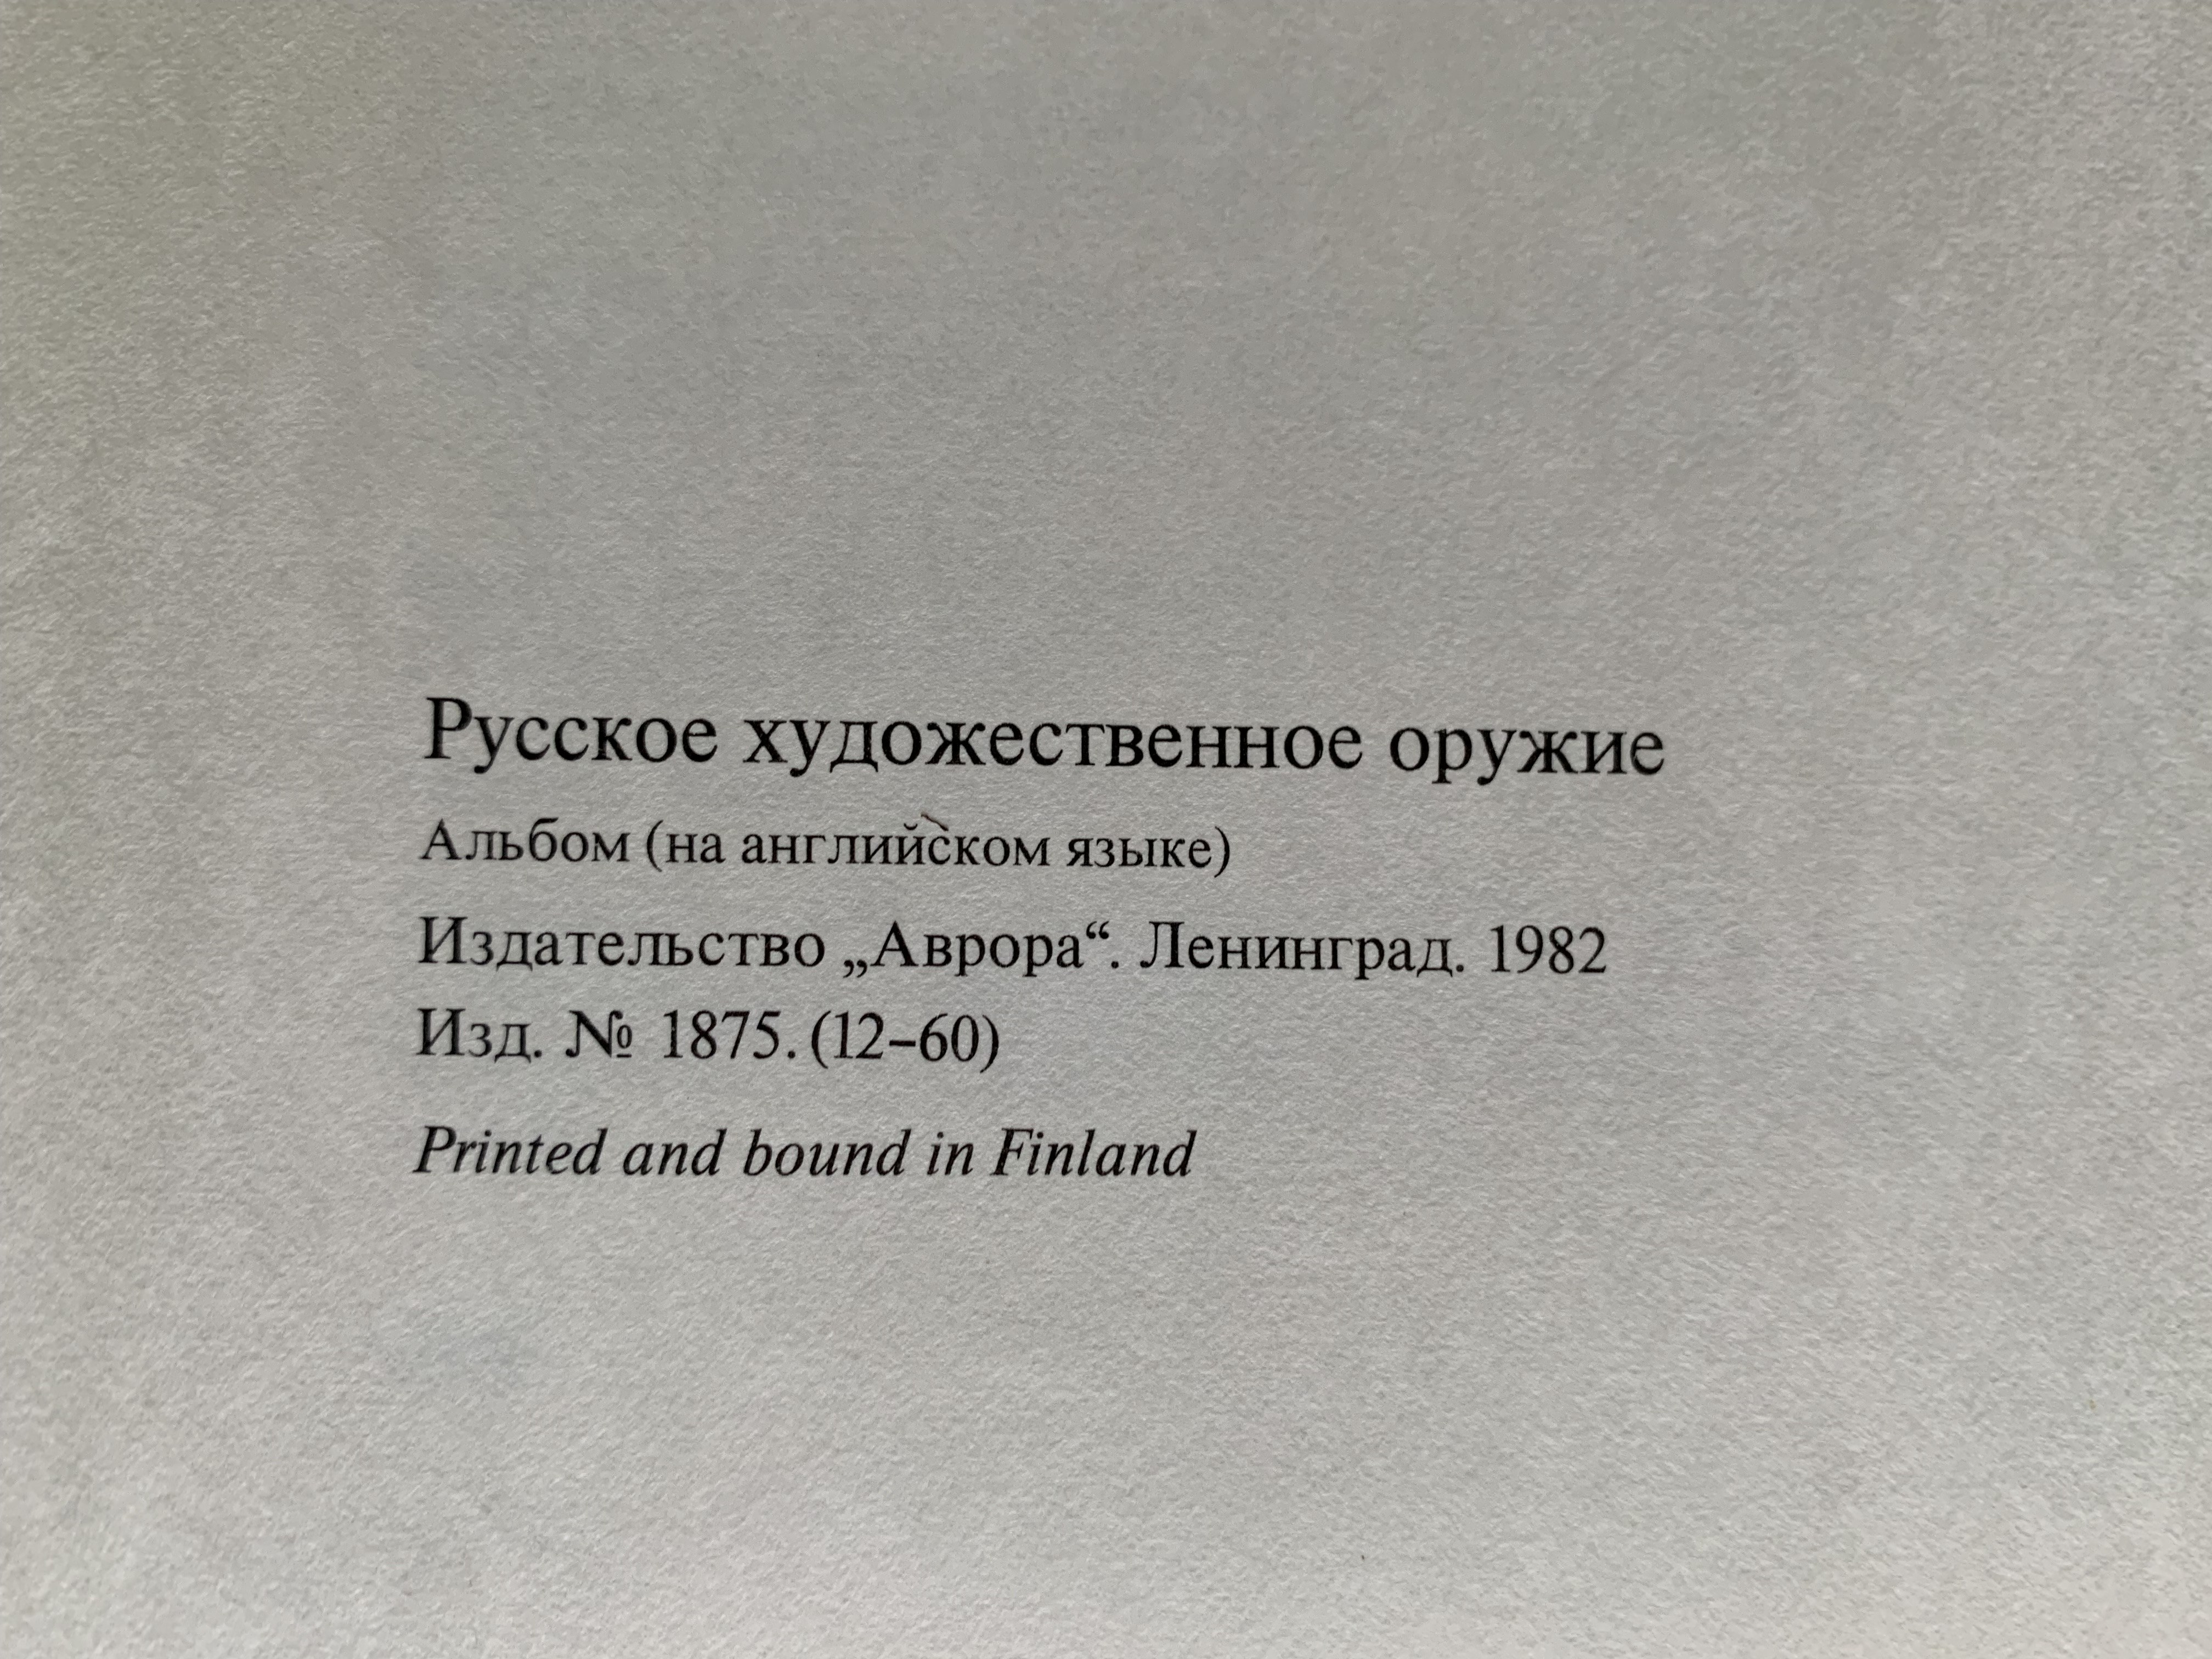 Русское художественное оружие
Альбом (на английском языке)
Издательство „Аврора“. Ленинград. 1982
Изд. № 1875. (12–60)
Printed and bound in Finland